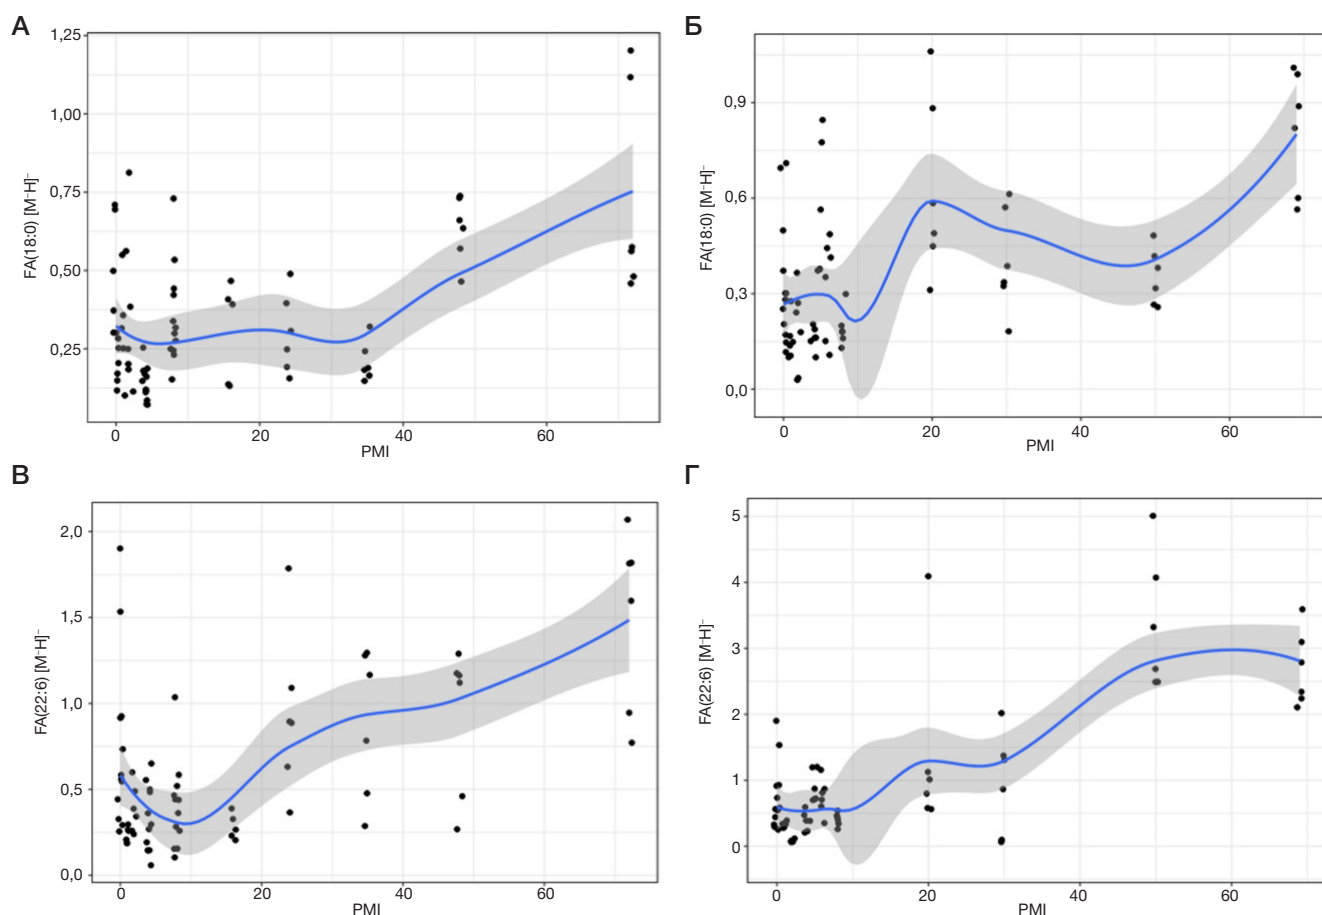 А
FA(18:0) [M-H]⁻
1,25
1,00
0,75
0,50
0,25
0 20 40 60
PMI
Б
FA(18:0) [M-H]⁻
0,9
0,6
0,3
0,0
0 20 40 60
PMI
В
FA(22:6) [M-H]⁻
2,0
1,5
1,0
0,5
0,0
0 20 40 60
PMI
Г
FA(22:6) [M-H]⁻
5
4
3
2
1
0
0 20 40 60
PMI